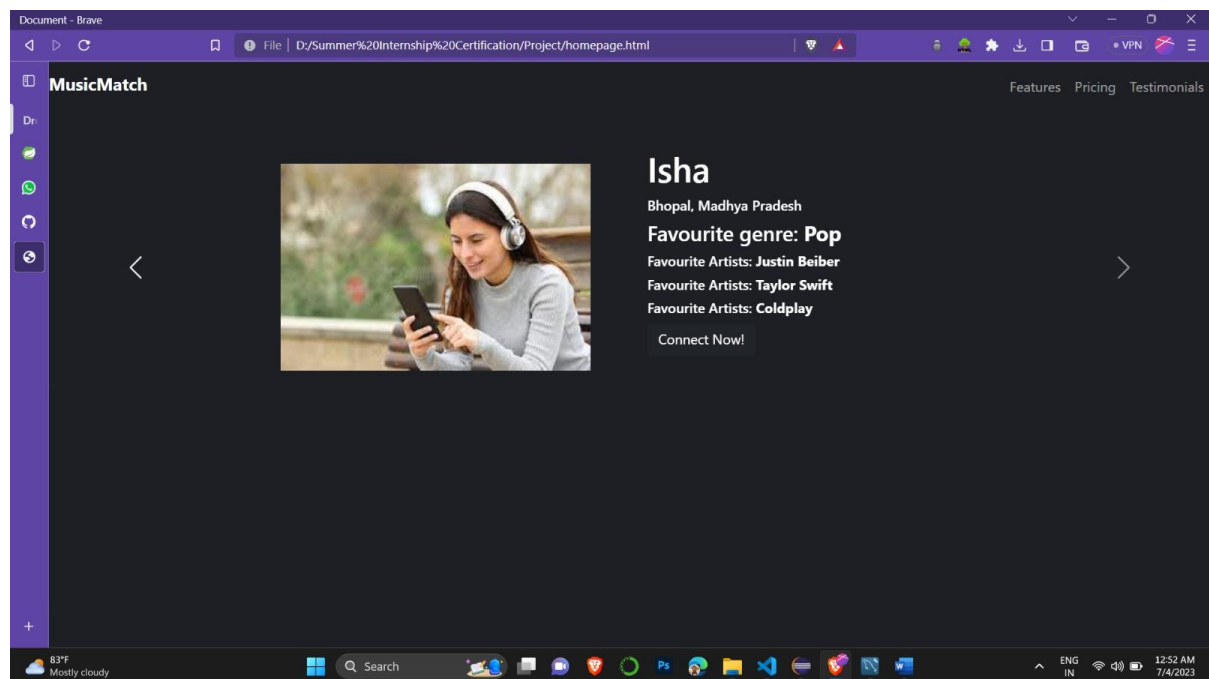 Document - Brave
File D:/Summer%20Internship%20Certification/Project/homepage.html
VPN
MusicMatch
Features Pricing Testimonials
Isha
Bhopal, Madhya Pradesh
Favourite genre: Pop
Favourite Artists: Justin Beiber
Favourite Artists: Taylor Swift
Favourite Artists: Coldplay
Connect Now!
83°F
Mostly cloudy
Search
Ps
ENG
IN
12:52 AM
7/4/2023